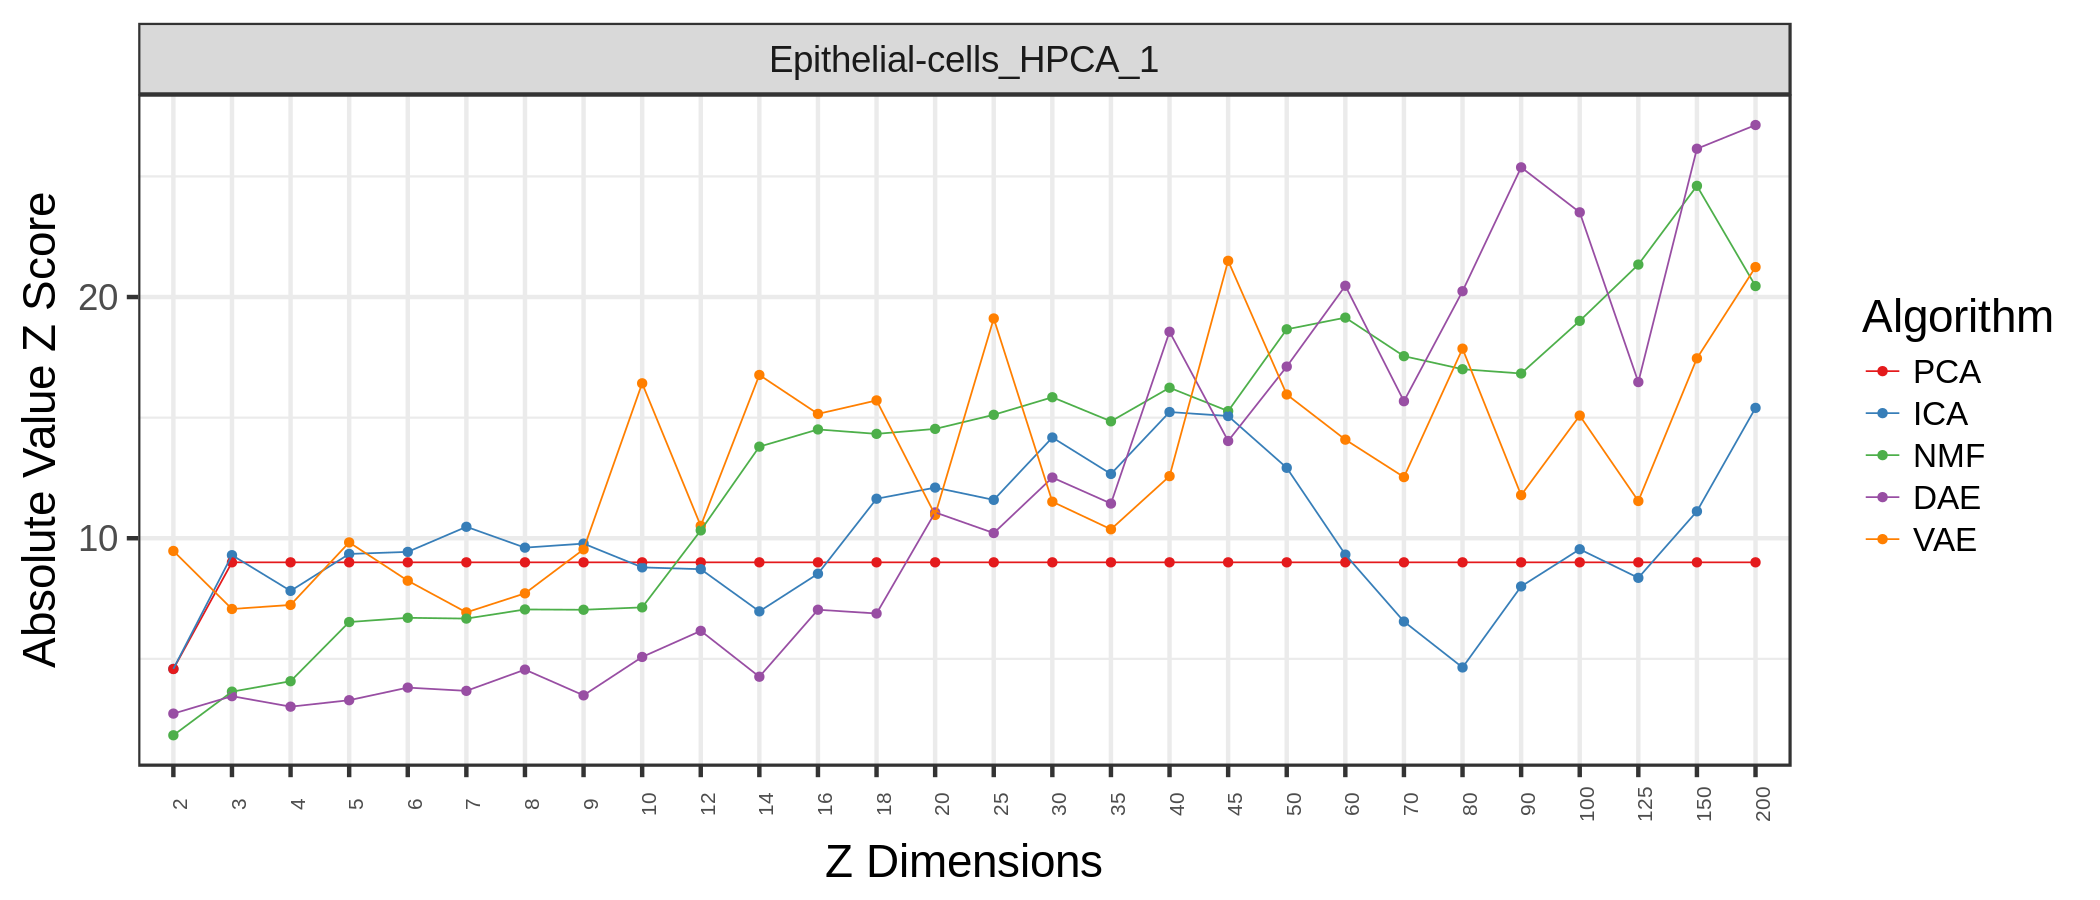 Epithelial-cells_HPCA_1
Absolute Value Z Score
20
10
2 3 4 5 6 7 8 9 10 12 14 16 18 20 25 30 35 40 45 50 60 70 80 90 100 125 150 200
Z Dimensions
Algorithm
PCA
ICA
NMF
DAE
VAE